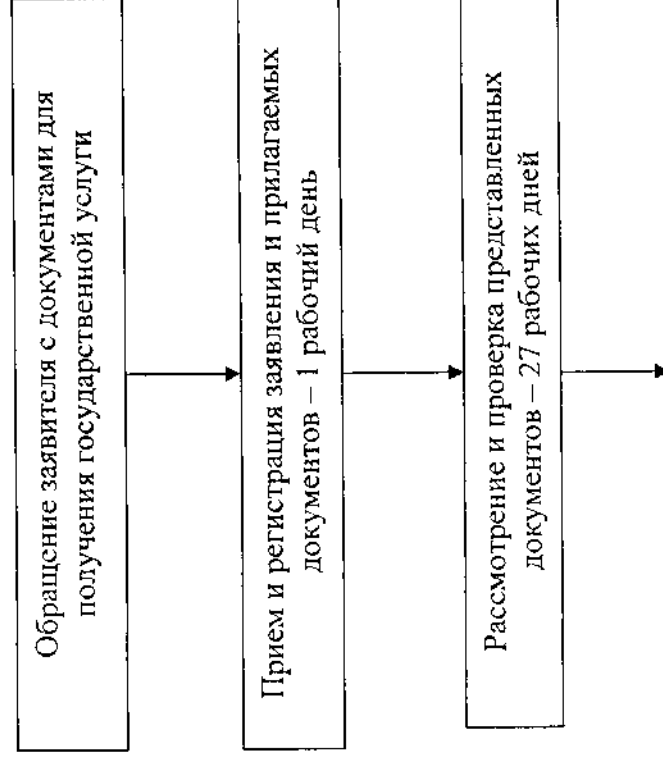 Обращение заявителя с документами для
получения государственной услуги
Прием и регистрация заявления и прилагаемых
документов – 1 рабочий день
Рассмотрение и проверка представленных
документов – 27 рабочих дней